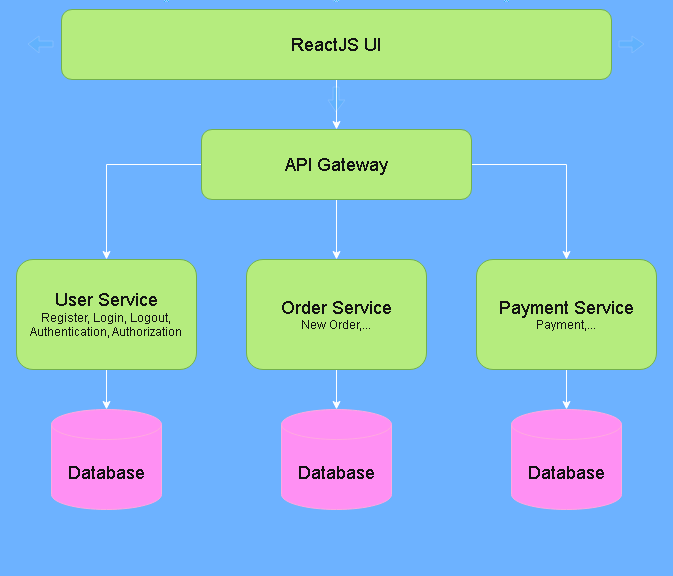 ReactJS UI
API Gateway
User Service
Register, Login, Logout,
Authentication, Authorization
Order Service
New Order,...
Payment Service
Payment,...
Database
Database
Database